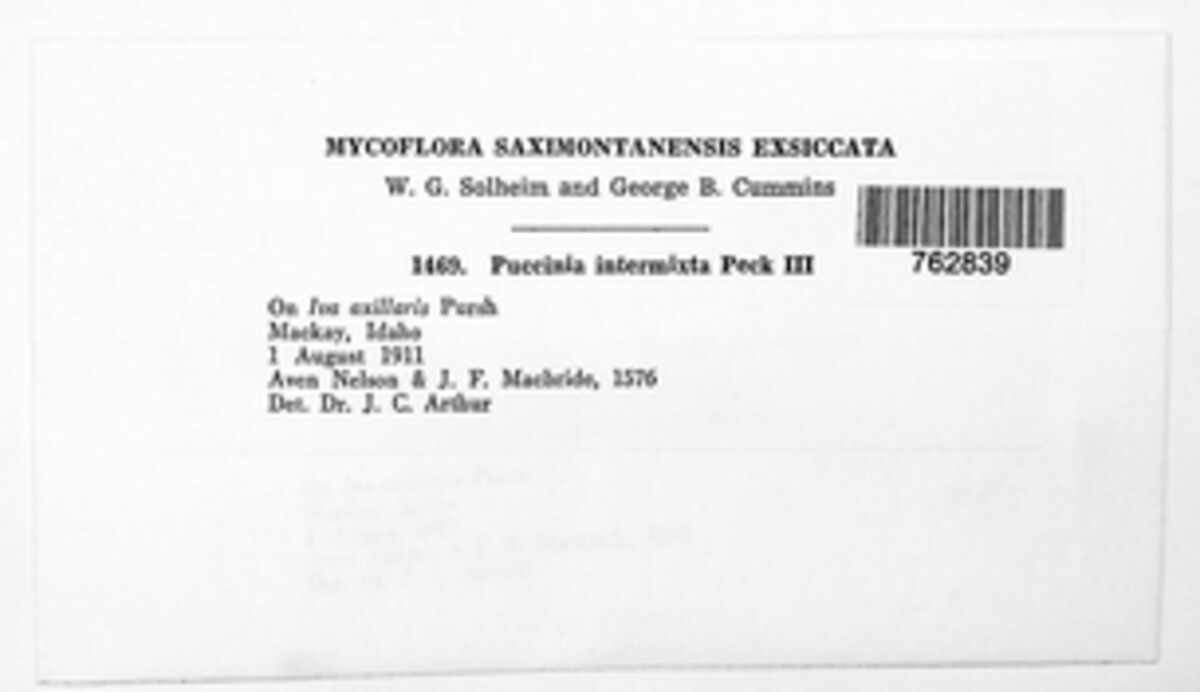 MYCOFLORA SAXIMONTANENSIS EXSICCATA
W. G. Solheim and George B. Cummins
1469. Puccinia intermixta Peck III
762839
On Iva axillaris Pursh
Mackay, Idaho
1 August 1911
Aven Nelson & J. F. Macbride, 1576
Det. Dr. J. C. Arthur